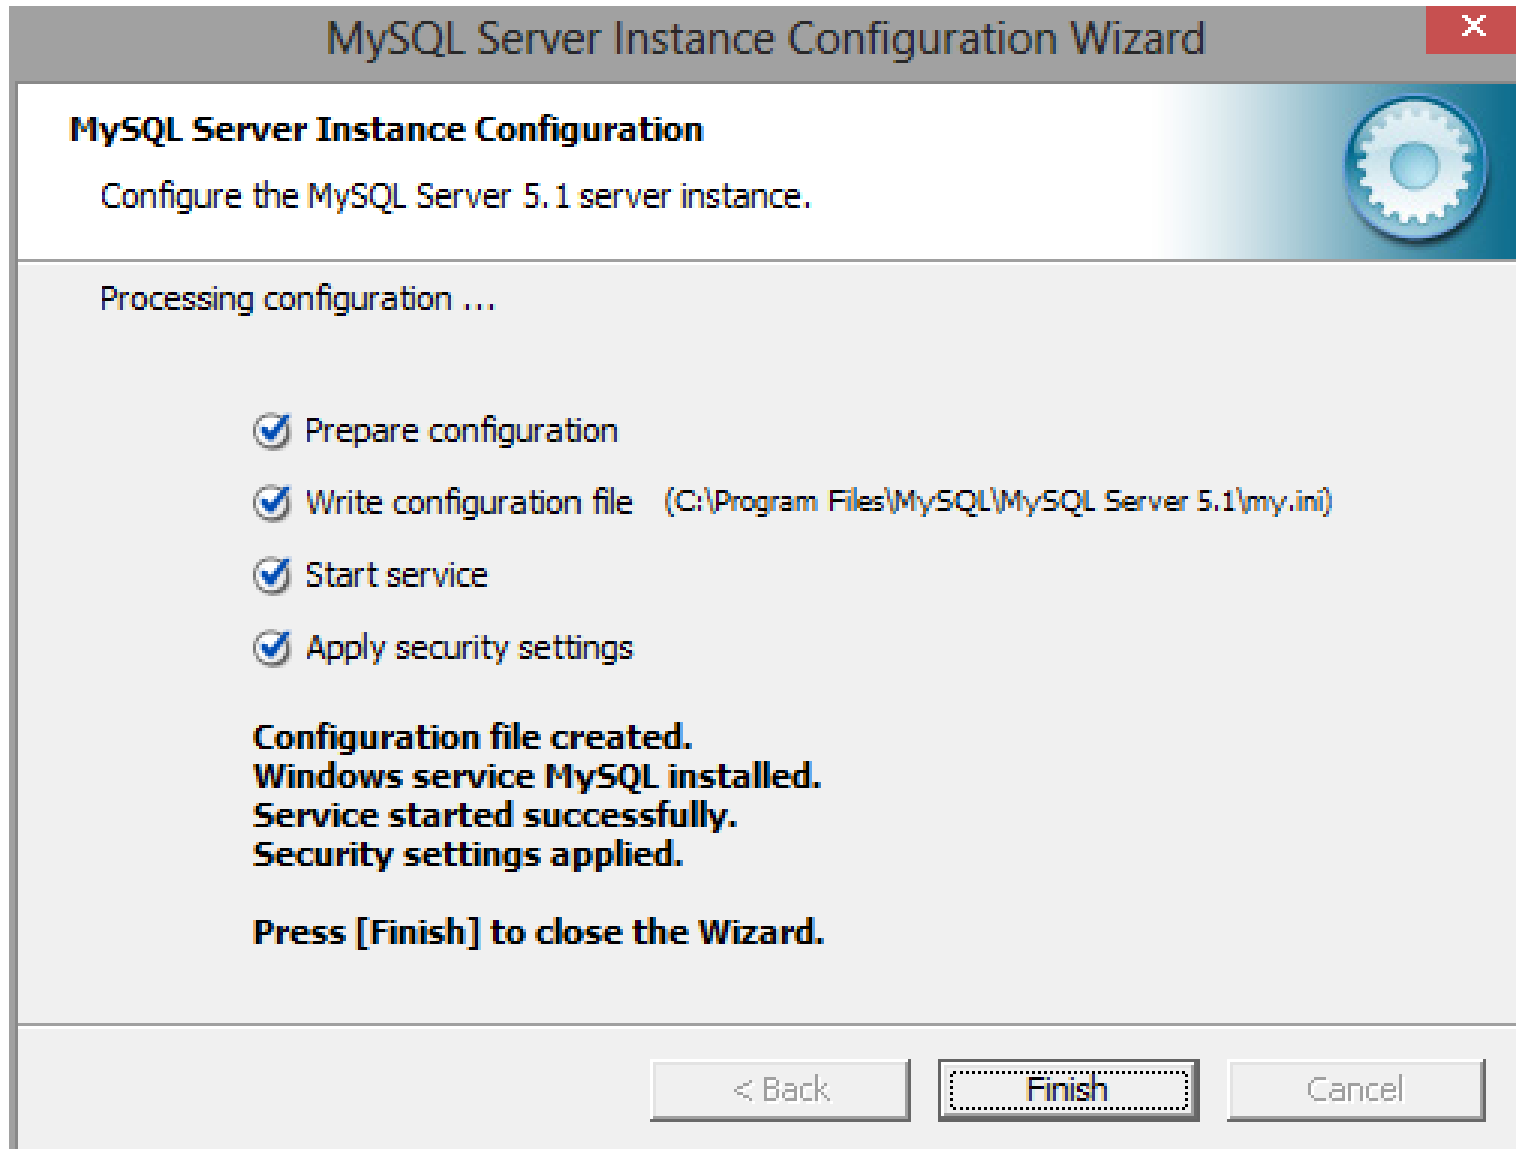 MySQL Server Instance Configuration Wizard
MySQL Server Instance Configuration
Configure the MySQL Server 5.1 server instance.
Processing configuration ...
Prepare configuration
Write configuration file (C:\Program Files\MySQL\MySQL Server 5.1\my.ini)
Start service
Apply security settings
Configuration file created.
Windows service MySQL installed.
Service started successfully.
Security settings applied.
Press [Finish] to close the Wizard.
< Back Finish Cancel